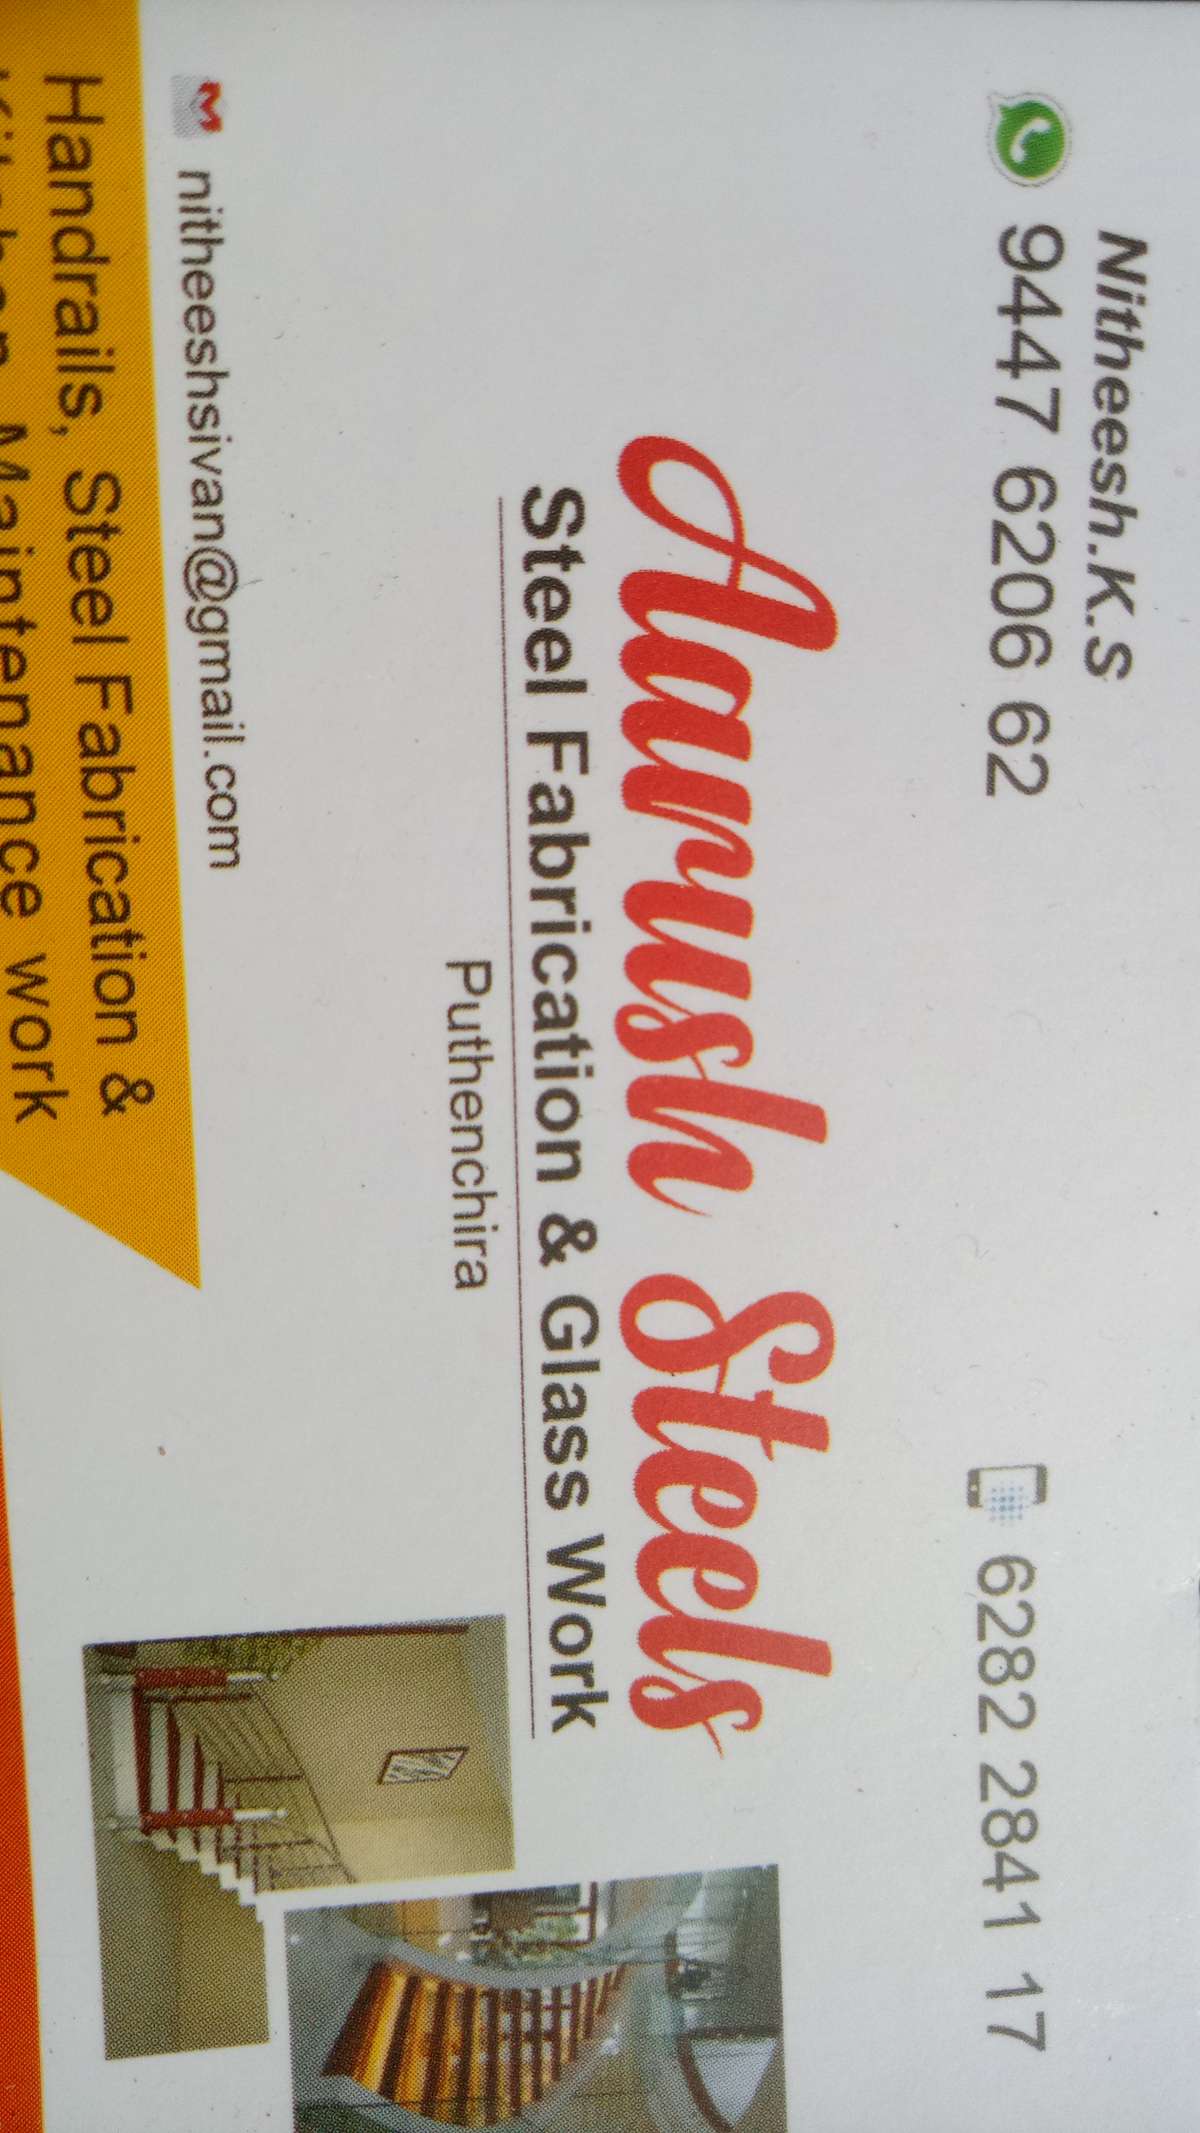 Nitheesh.K.S
9447 6206 62
6282 2841 17
Aarush Steels
Steel Fabrication & Glass Work
Puthenchira
nitheeshsivan@gmail.com
Handrails, Steel Fabrication &
Kitchen Maintenance work